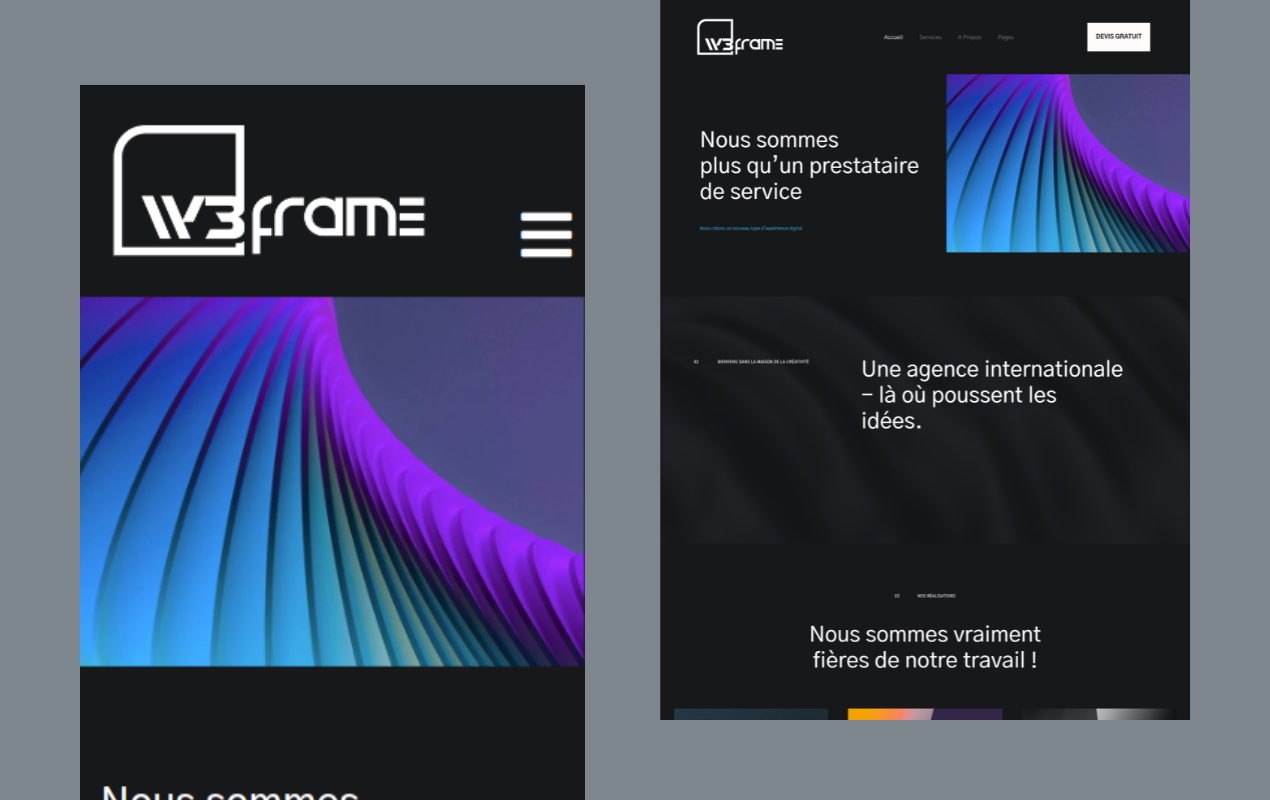 W3frame
Nous sommes
W3frame
Accueil
Services
A Propos
Pages
DEVIS GRATUIT
Nous sommes
plus qu’un prestataire
de service
Nous créons un nouveau type d'expérience digital
02 BIENVENU DANS LA MAISON DE LA CRÉATIVITÉ
Une agence internationale
– là où poussent les
idées.
03 NOS RÉALISATIONS
Nous sommes vraiment
fières de notre travail !